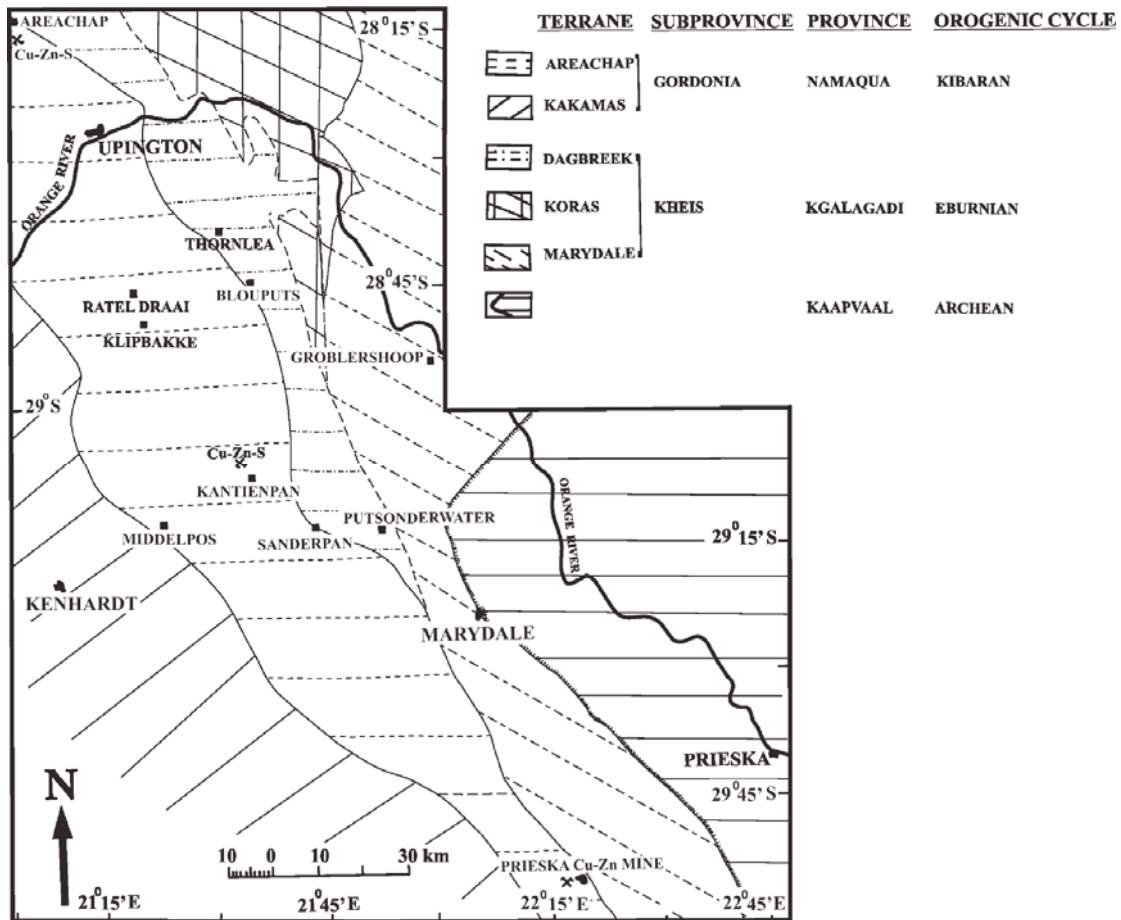 AREACHAP
Cu-Zn-S
28°15' S
UPINGTON
ORANGE RIVER
THORNLEA
28°45'S
BLOUPUTS
RATEL DRAAI
KLIPBAKKE
GROBLERSHOOP
29°S
Cu-Zn-S
KANTIENPAN
MIDDELPOS
SANDERPAN
PUTSONDERWATER
ORANGE RIVER
29°15' S
KENHARDT
MARYDALE
PRIESKA
29°45' S
N
10 0 10 30 km
PRIESKA Cu-Zn MINE
21°15'E 21°45'E 22°15'E 22°45'E
TERRANE SUBPROVINCE PROVINCE OROGENIC CYCLE
AREACHAP
GORDONIA NAMAQUA KIBARAN
KAKAMAS
DAGBREEK
KORAS KHEIS KGALAGADI EBURNIAN
MARYDALE
KAAPVAAL ARCHEAN